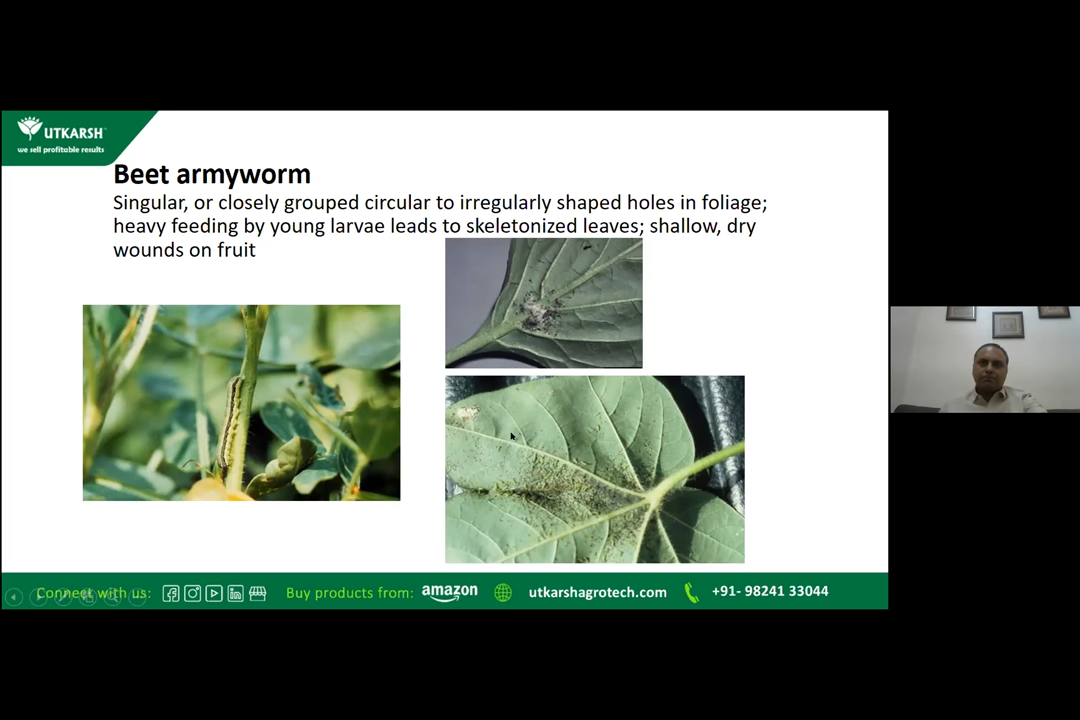 UTKARSH
we sell profitable results
Beet armyworm
Singular, or closely grouped circular to irregularly shaped holes in foliage;
heavy feeding by young larvae leads to skeletonized leaves; shallow, dry
wounds on fruit
Connect with us: Buy products from: amazon utkarshagrotech.com +91- 98241 33044